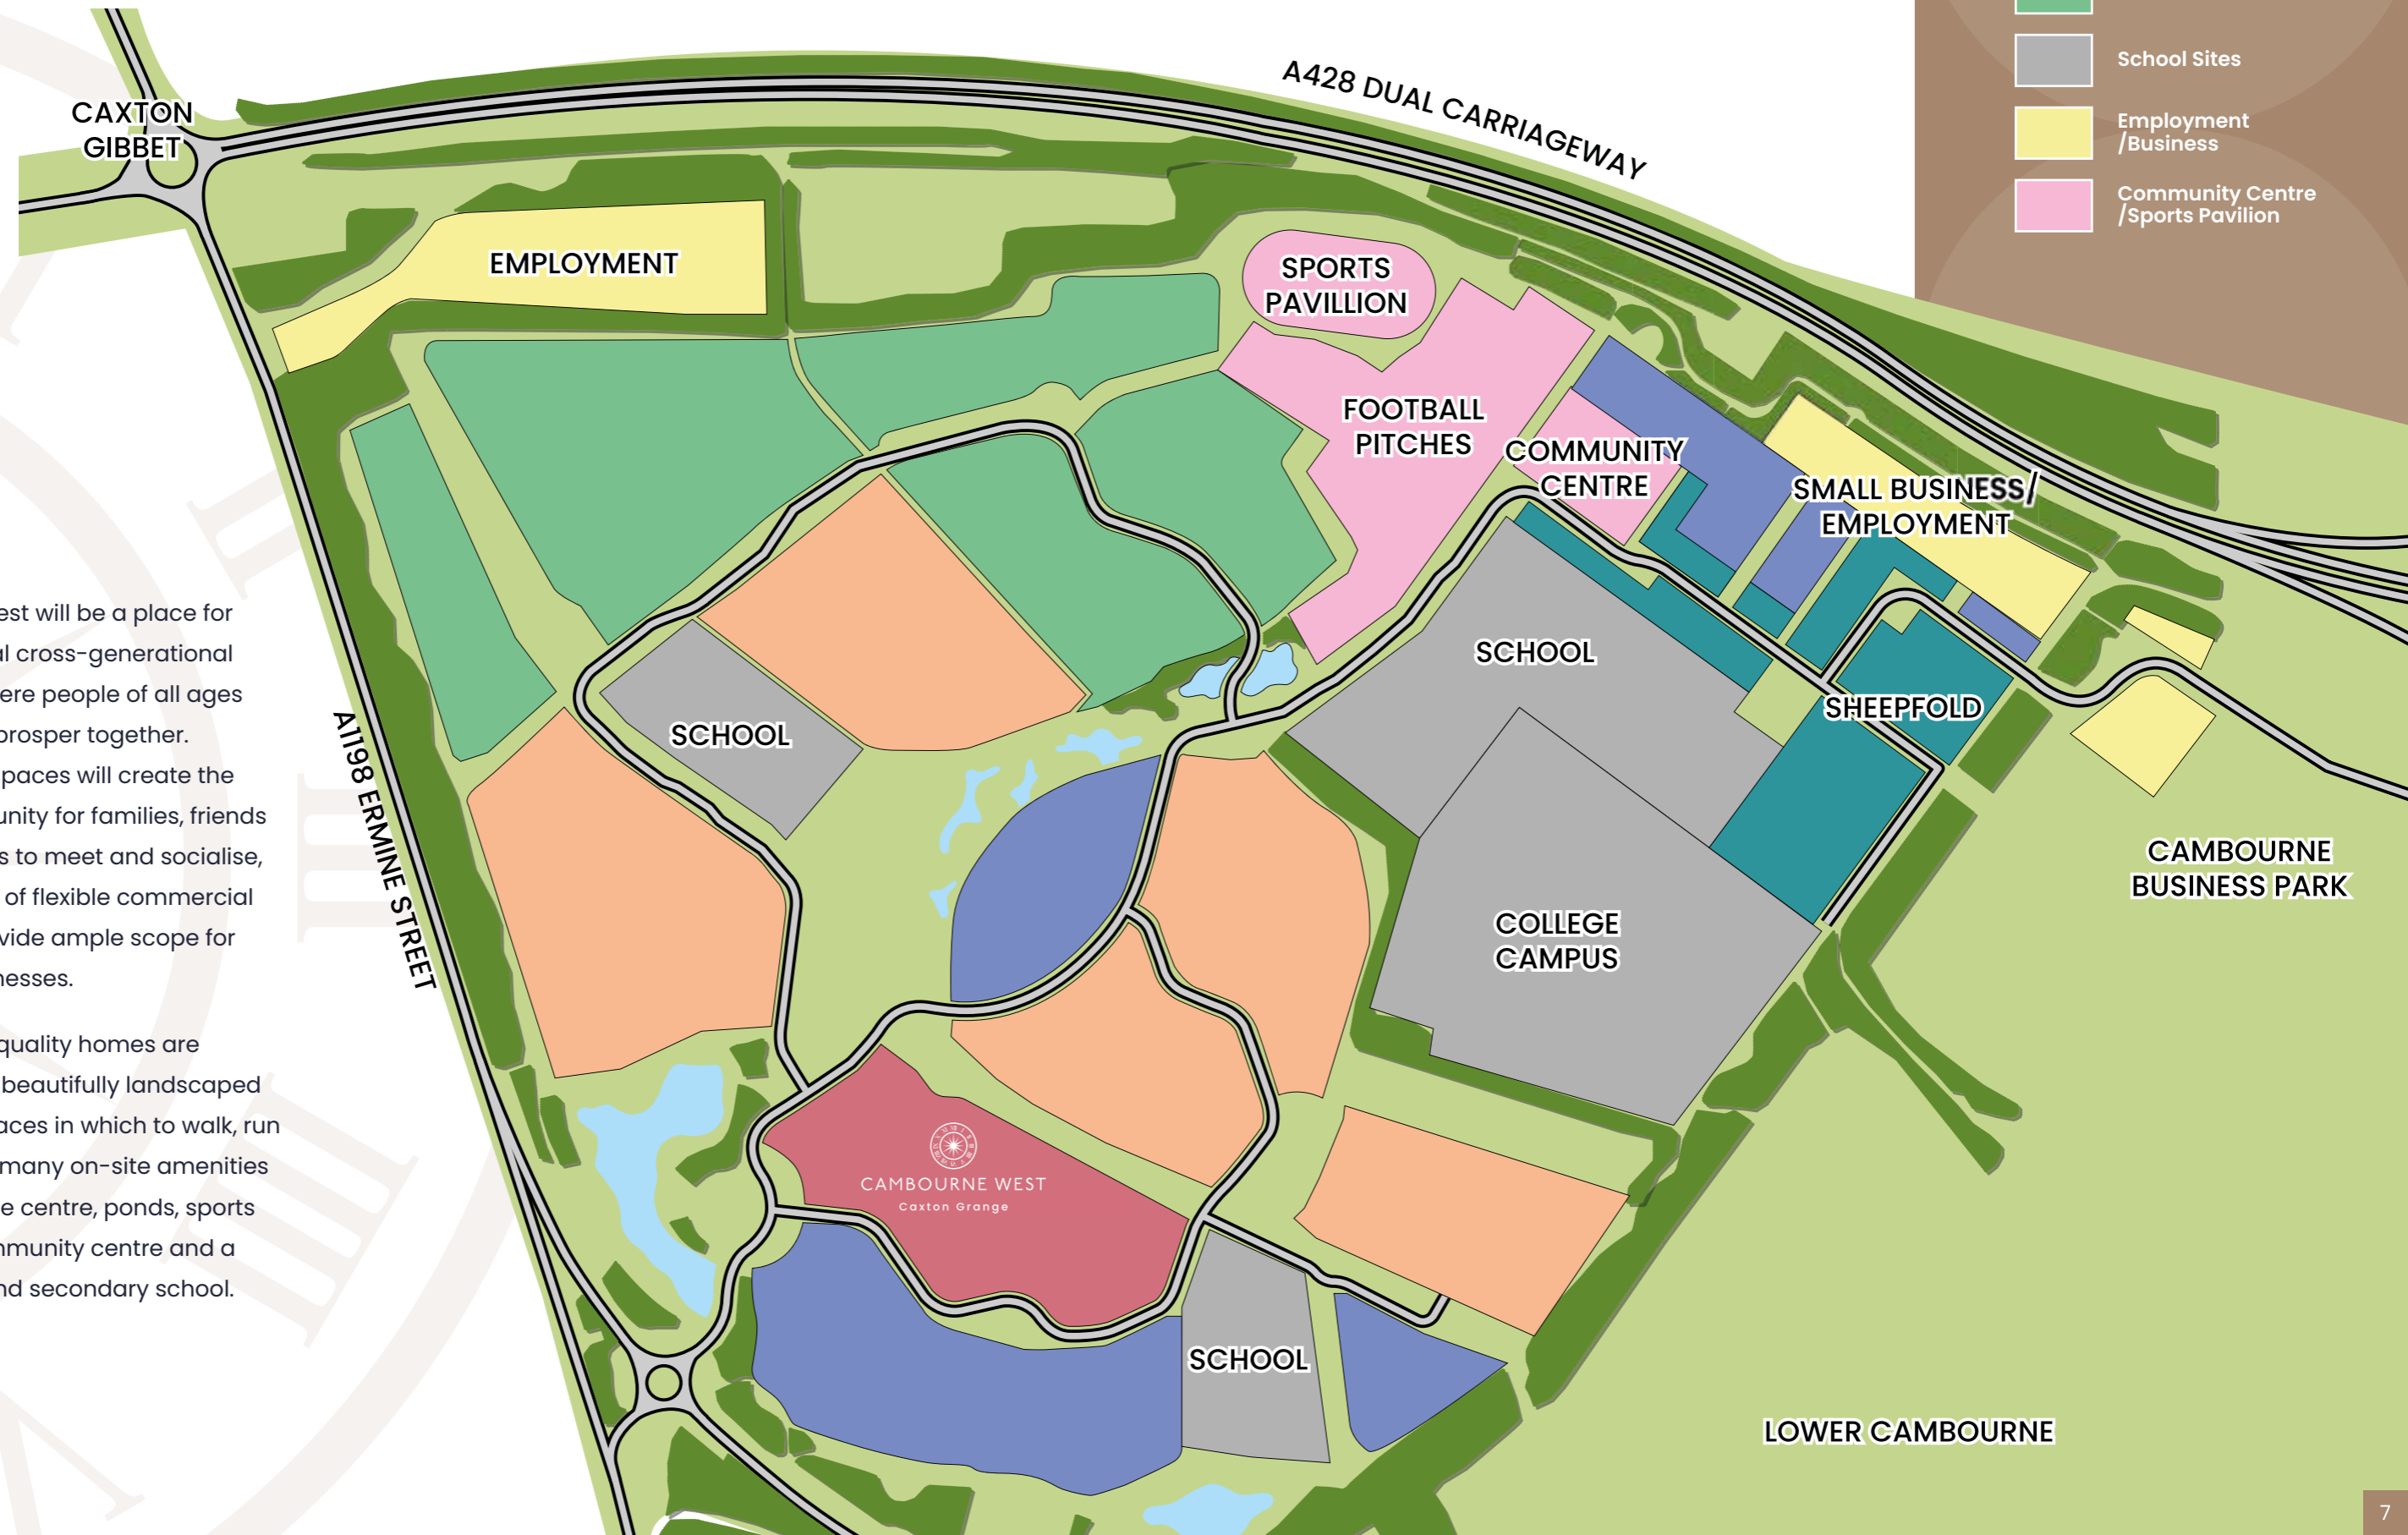 School Sites
Employment
/Business
Community Centre
/Sports Pavilion
A428 DUAL CARRIAGEWAY
CAXTON
GIBBET
EMPLOYMENT
SPORTS
PAVILLION
FOOTBALL
PITCHES
COMMUNITY
CENTRE
SMALL BUSINESS/
EMPLOYMENT
SCHOOL
SHEEPFOLD
SCHOOL
A1198 ERMINE STREET
COLLEGE
CAMPUS
CAMBOURNE
BUSINESS PARK
CAMBOURNE WEST
Caxton Grange
SCHOOL
LOWER CAMBOURNE
est will be a place for
al cross-generational
ere people of all ages
prosper together.
spaces will create the
unity for families, friends
s to meet and socialise,
of flexible commercial
vide ample scope for
nesses.
quality homes are
beautifully landscaped
aces in which to walk, run
many on-site amenities
e centre, ponds, sports
mmunity centre and a
nd secondary school.
7